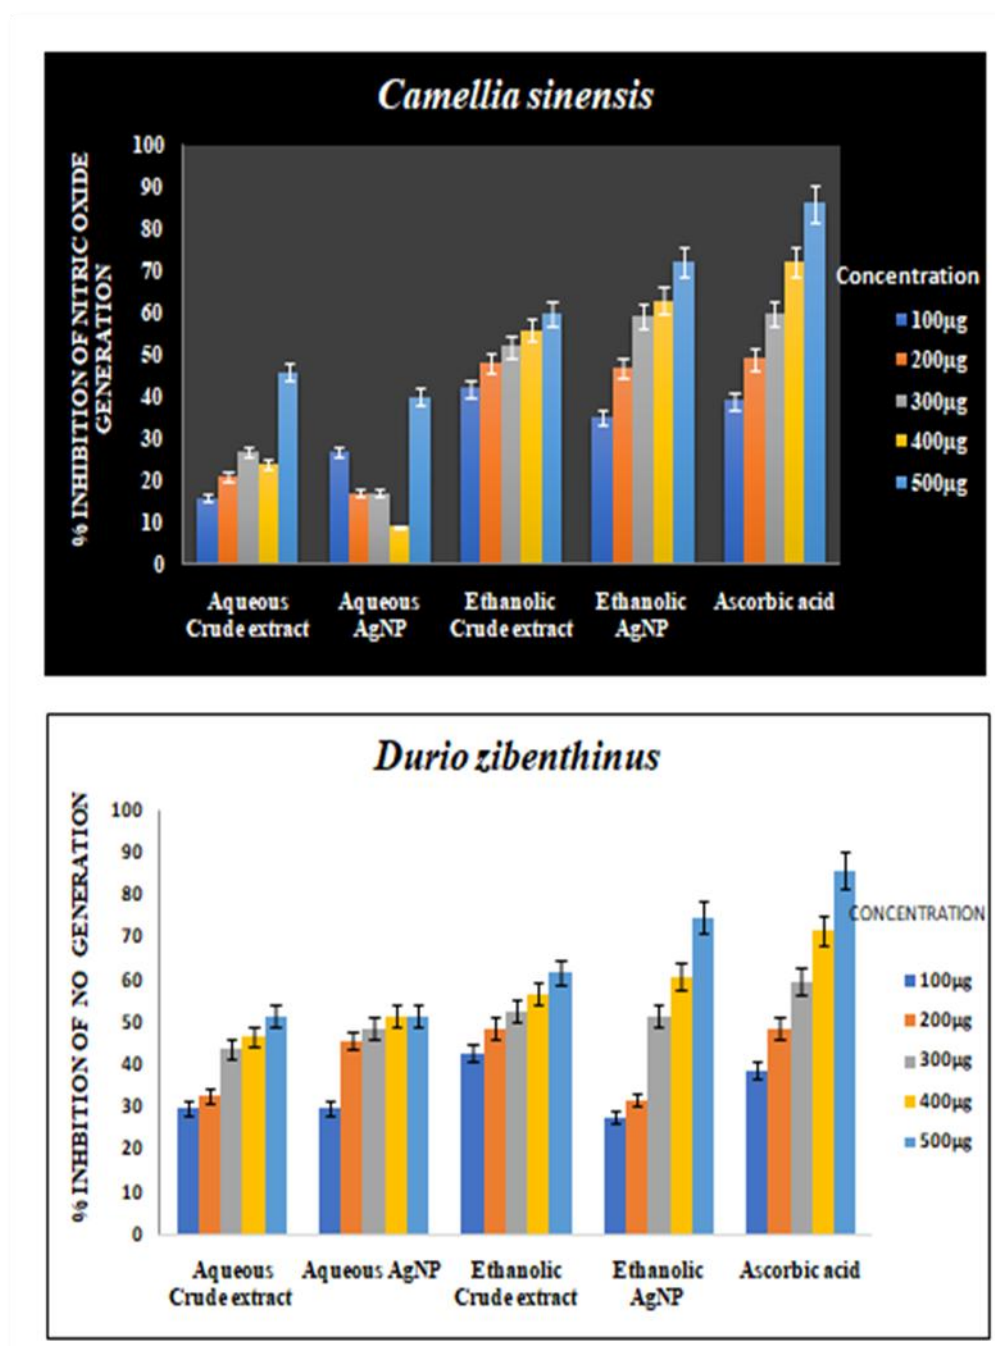 Camellia sinensis
% INHIBITION OF NITRIC OXIDE
GENERATION
100
90
80
70
60
50
40
30
20
10
0
Aqueous
Crude extract
Aqueous
AgNP
Ethanolic
Crude extract
Ethanolic
AgNP
Ascorbic acid
Concentration
100µg
200µg
300µg
400µg
500µg
Durio zibenthinus
% INHBITION OF NO GENERATION
100
90
80
70
60
50
40
30
20
10
0
Aqueous
Crude extract
Aqueous AgNP
Ethanolic
Crude extract
Ethanolic
AgNP
Ascorbic acid
CONCENTRATION
100µg
200µg
300µg
400µg
500µg